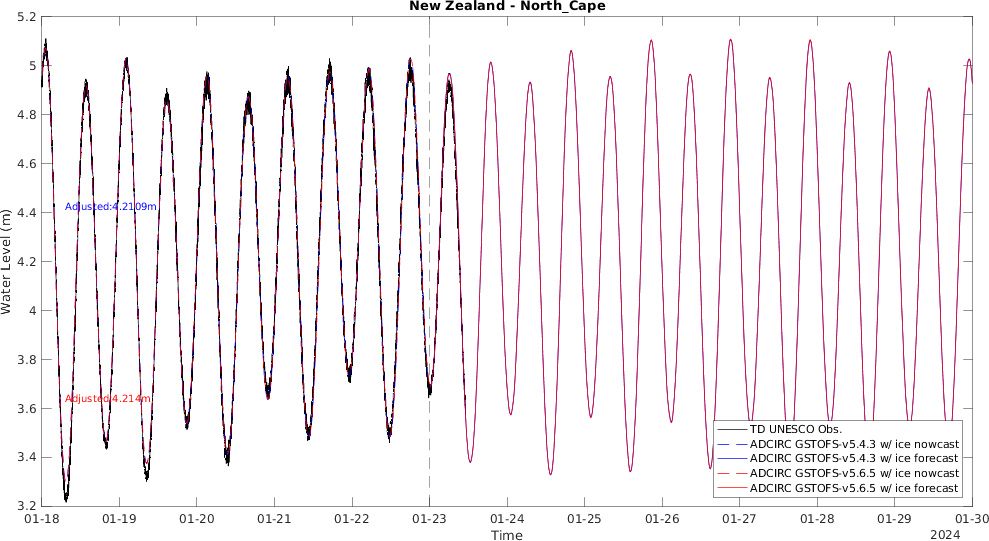 New Zealand - North_Cape
5.2
5
4.8
4.6
4.4
4.2
4
3.8
3.6
3.4
3.2
Water Level (m)
Adjusted:4.2109m
Adjusted:4.214m
TD UNESCO Obs.
ADCIRC GSTOFS-v5.4.3 w/ ice nowcast
ADCIRC GSTOFS-v5.4.3 w/ ice forecast
ADCIRC GSTOFS-v5.6.5 w/ ice nowcast
ADCIRC GSTOFS-v5.6.5 w/ ice forecast
01-18 01-19 01-20 01-21 01-22 01-23 01-24 01-25 01-26 01-27 01-28 01-29 01-30
Time
2024